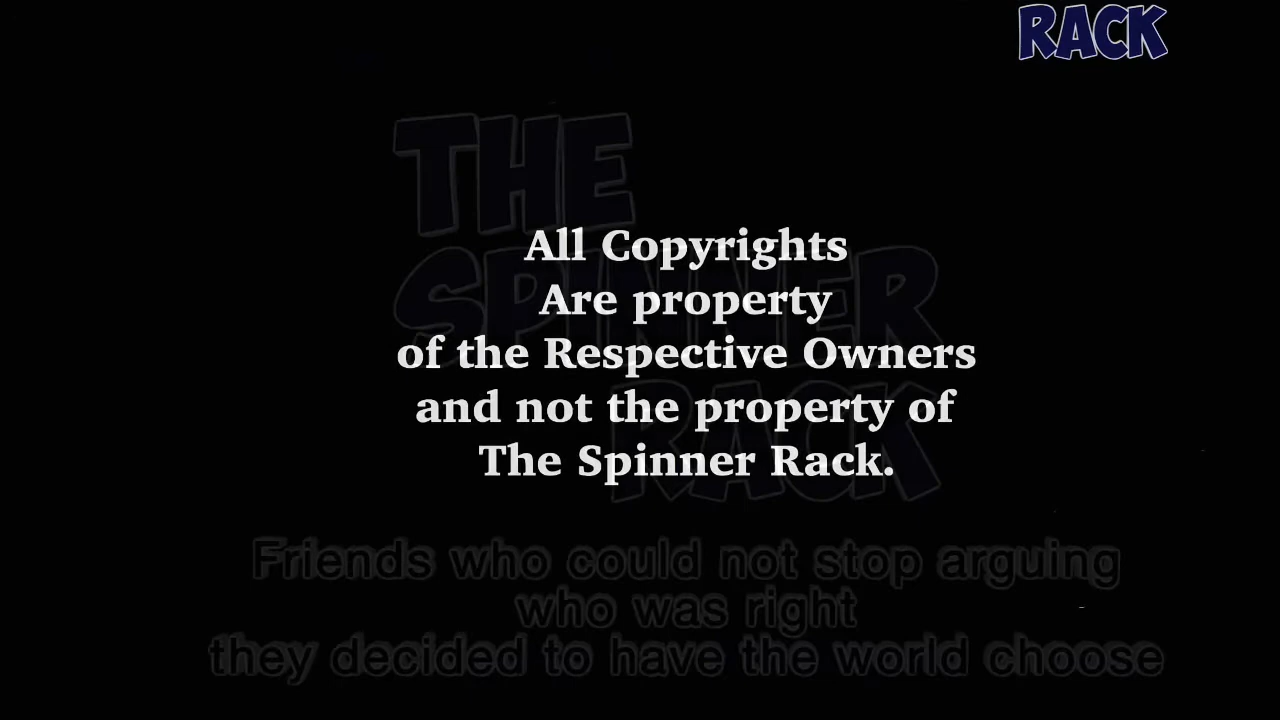 RACK
THE
SPINNER
RACK
All Copyrights
Are property
of the Respective Owners
and not the property of
The Spinner Rack.
Friends who could not stop arguing
who was right
they decided to have the world choose